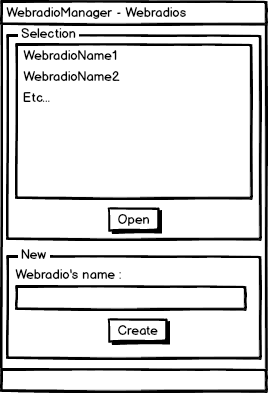 WebradioManager - Webradios
Selection
WebradioName1
WebradioName2
Etc...
Open
New
Webradio's name :
Create